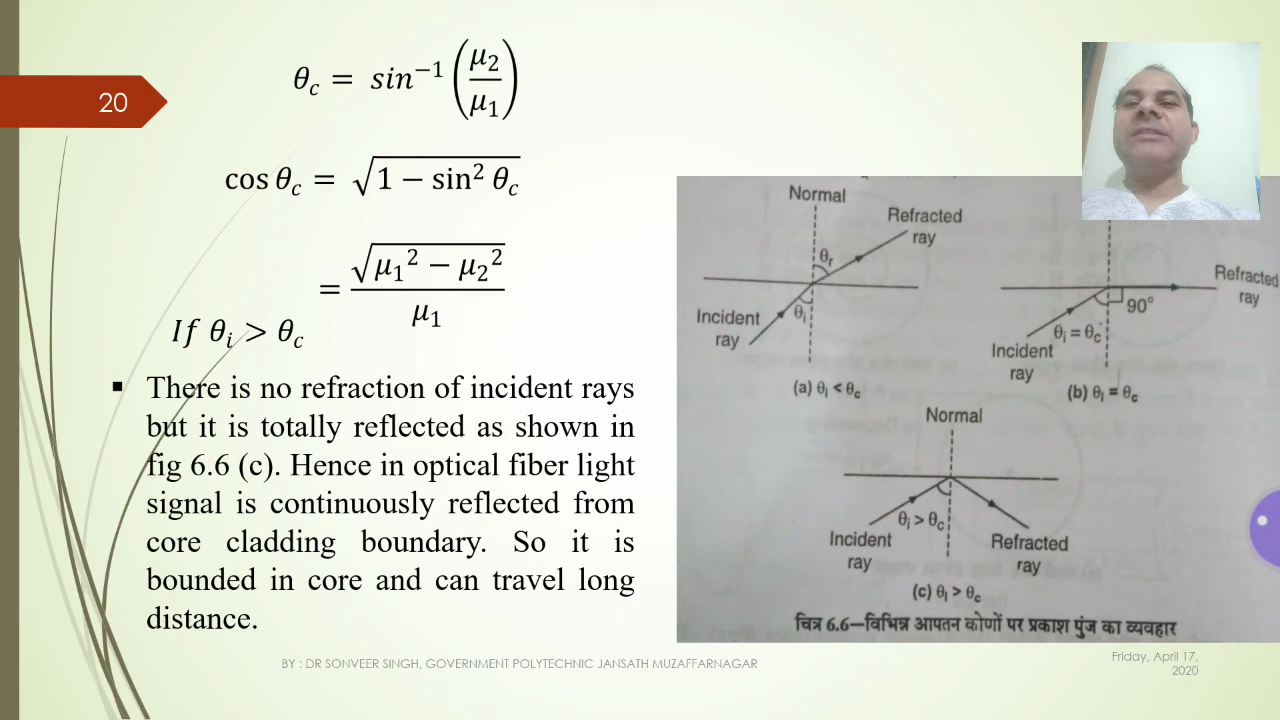 20
θc = sin⁻¹ (μ2/μ1)
cos θc = √(1 − sin² θc)
= √(μ1² − μ2²)/μ1
If θi > θc
▪ There is no refraction of incident rays
but it is totally reflected as shown in
fig 6.6 (c). Hence in optical fiber light
signal is continuously reflected from
core cladding boundary. So it is
bounded in core and can travel long
distance.
Normal
Refracted
ray
θr
θi
Incident
ray
(a) θi < θc
Refracted
ray
90°
θi = θc
Incident
ray
(b) θi = θc
Normal
θi > θc
Incident
ray
Refracted
ray
(c) θi > θc
चित्र 6.6—विभिन्न आपतन कोणों पर प्रकाश पुंज का व्यवहार
BY : DR SONVEER SINGH, GOVERNMENT POLYTECHNIC JANSATH MUZAFFARNAGAR
Friday, April 17,
2020